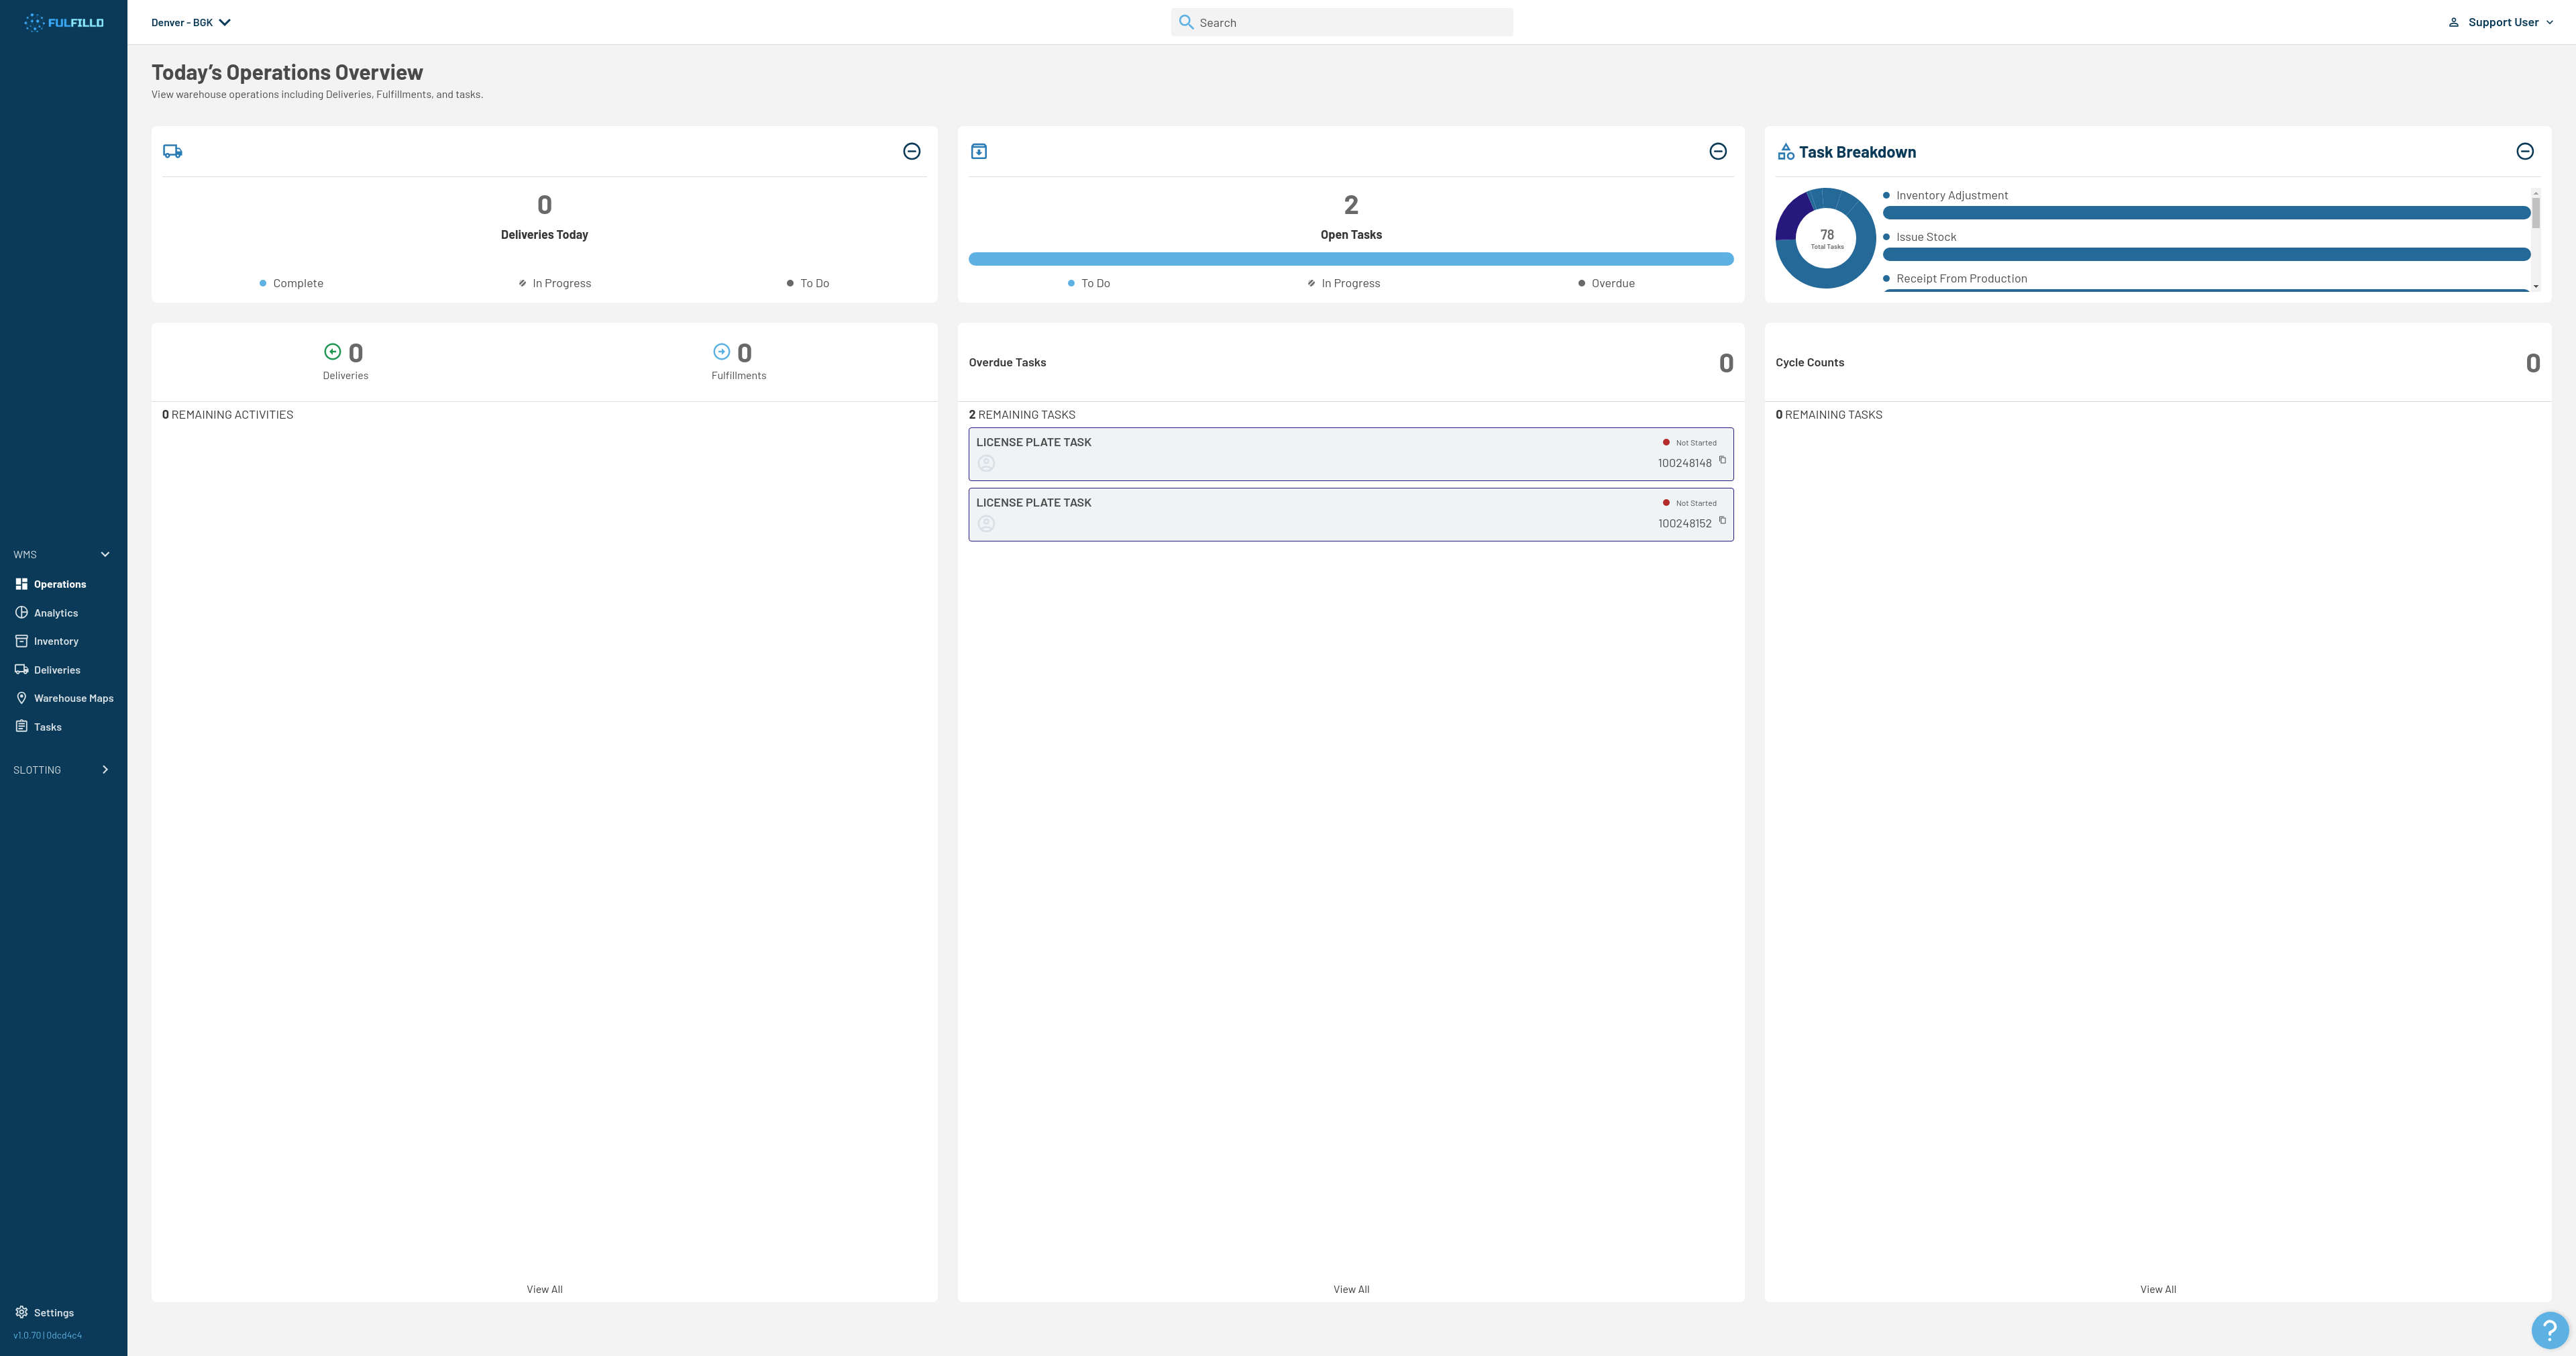 FULFILLD
Denver - BGK
Search
Support User
Today's Operations Overview
View warehouse operations including Deliveries, Fulfillments, and tasks.
0
Deliveries Today
Complete
In Progress
To Do
2
Open Tasks
To Do
In Progress
Overdue
Task Breakdown
78
Total Tasks
Inventory Adjustment
Issue Stock
Receipt From Production
0
Deliveries
0
Fulfillments
0 REMAINING ACTIVITIES
View All
Overdue Tasks
0
2 REMAINING TASKS
LICENSE PLATE TASK
Not Started
100248148
LICENSE PLATE TASK
Not Started
100248152
View All
Cycle Counts
0
0 REMAINING TASKS
View All
WMS
Operations
Analytics
Inventory
Deliveries
Warehouse Maps
Tasks
SLOTTING
Settings
v1.0.70 | 0dcd4c4
?